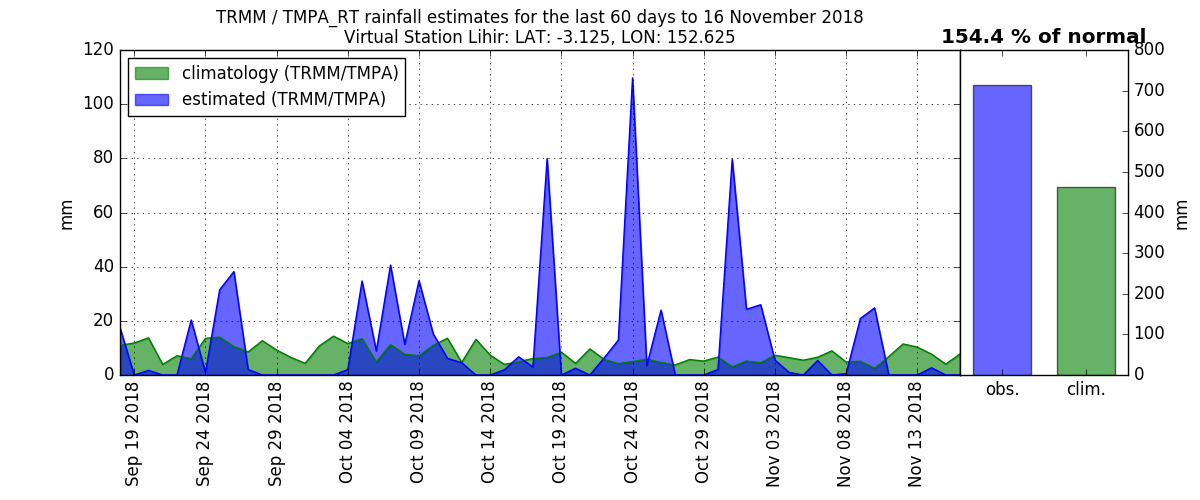 TRMM / TMPA_RT rainfall estimates for the last 60 days to 16 November 2018
Virtual Station Lihir: LAT: -3.125, LON: 152.625
154.4 % of normal
climatology (TRMM/TMPA)
estimated (TRMM/TMPA)
mm
120
100
80
60
40
20
0
Sep 19 2018
Sep 24 2018
Sep 29 2018
Oct 04 2018
Oct 09 2018
Oct 14 2018
Oct 19 2018
Oct 24 2018
Oct 29 2018
Nov 03 2018
Nov 08 2018
Nov 13 2018
800
700
600
500
400
300
200
100
0
mm
obs.
clim.